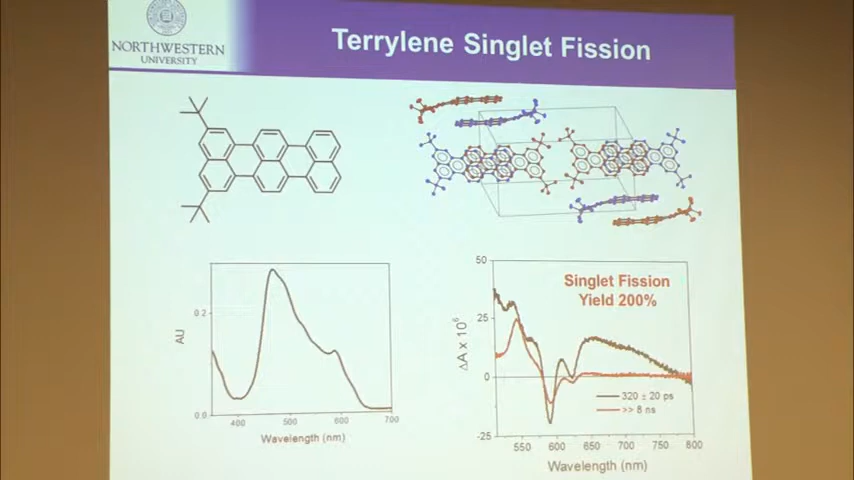 NORTHWESTERN
UNIVERSITY
Terrylene Singlet Fission
AU
0.2
0.0
400
500
600
700
Wavelength (nm)
Singlet Fission
Yield 200%
ΔA x 10⁶
50
25
0
-25
320 ± 20 ps
>> 8 ns
550
600
650
700
750
800
Wavelength (nm)